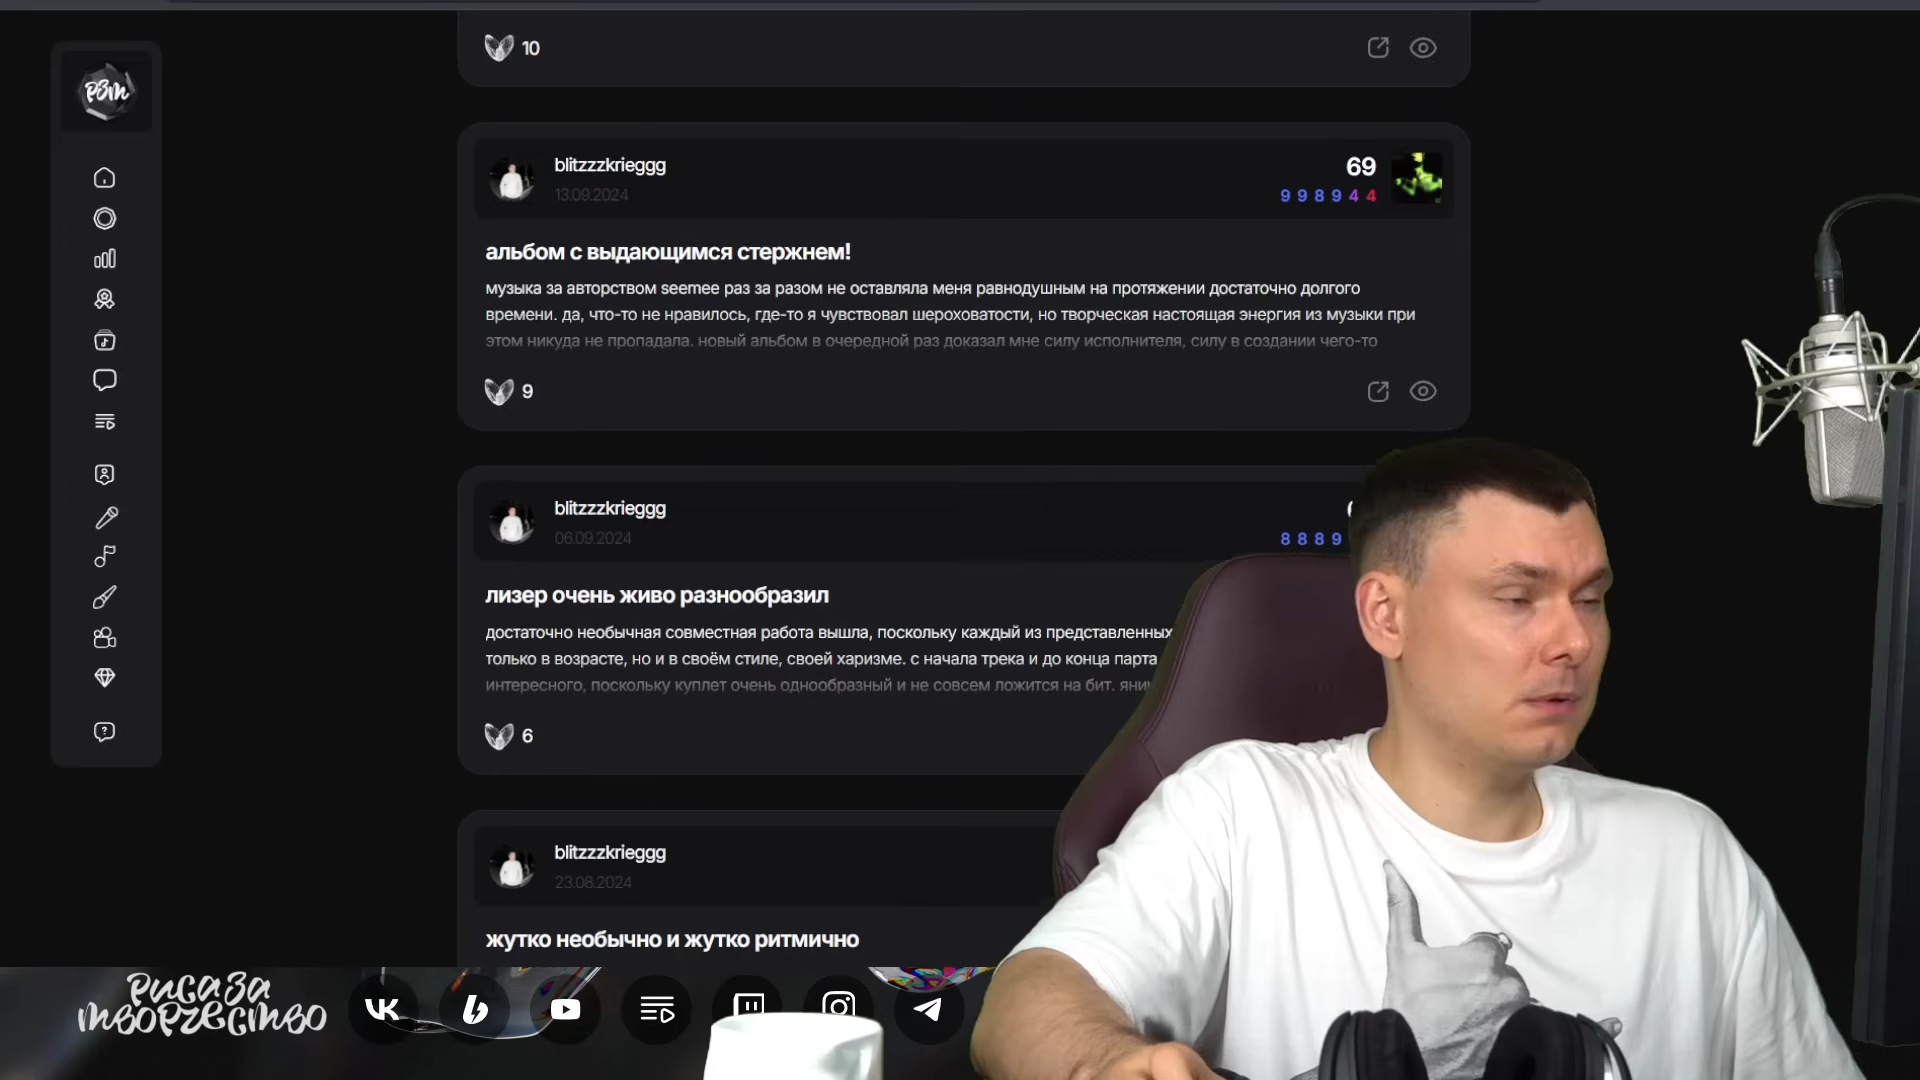 10
РЗТ
blitzzzkrieggg
69
13.09.2024
9 9 8 9 4 4
альбом с выдающимся стержнем!
музыка за авторством seemee раз за разом не оставляла меня равнодушным на протяжении достаточно долгого
времени. да, что-то не нравилось, где-то я чувствовал шероховатости, но творческая настоящая энергия из музыки при
этом никуда не пропадала. новый альбом в очередной раз доказал мне силу исполнителя, силу в создании чего-то
9
blitzzzkrieggg
06.09.2024
8 8 8 9
лизер очень живо разнообразил
достаточно необычная совместная работа вышла, поскольку каждый из представленных
только в возрасте, но и в своём стиле, своей харизме. с начала трека и до конца парта
интересного, поскольку куплет очень однообразный и не совсем ложится на бит.
6
blitzzzkrieggg
23.08.2024
жутко необычно и жутко ритмично
риса за
творчество